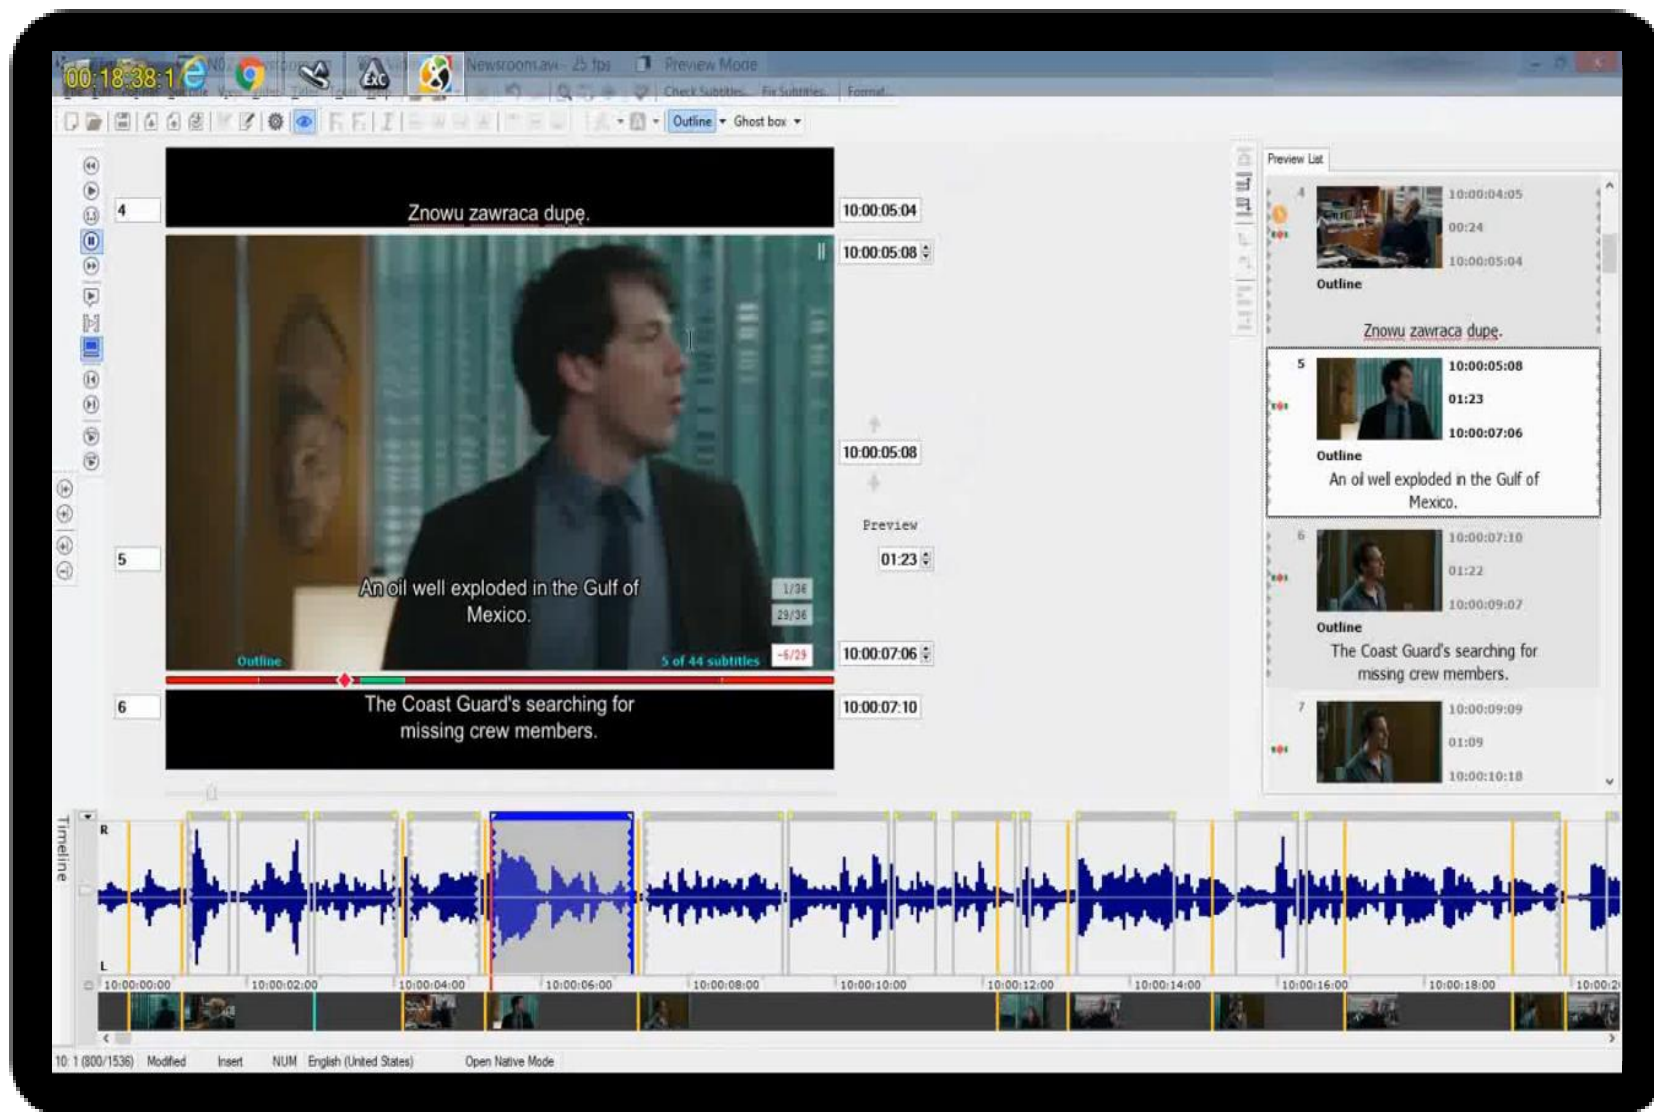 00:18:38:1
Newsroom.avi - 25 fps Preview Mode
Check Subtitles... Fix Subtitles... Format...
Outline Ghost box
4
Znowu zawraca dupę.
10:00:05:04
10:00:05:08
10:00:05:08
Preview
5
01:23
An oil well exploded in the Gulf of
Mexico.
1/36
29/36
-6/29
Outline
5 of 44 subtitles
10:00:07:06
6
The Coast Guard's searching for
missing crew members.
10:00:07:10
Preview List
4
10:00:04:05
00:24
10:00:05:04
Outline
Znowu zawraca dupę.
5
10:00:05:08
01:23
10:00:07:06
Outline
An oil well exploded in the Gulf of
Mexico.
6
10:00:07:10
01:22
10:00:09:07
Outline
The Coast Guard's searching for
missing crew members.
7
10:00:09:09
01:09
10:00:10:18
Timeline
R
L
10:00:00:00 10:00:02:00 10:00:04:00 10:00:06:00 10:00:08:00 10:00:10:00 10:00:12:00 10:00:14:00 10:00:16:00 10:00:18:00 10:00:2
10: 1 (800/1536) Modified Insert NUM English (United States) Open Native Mode